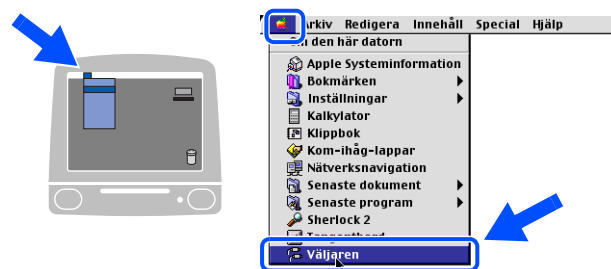 Arkiv Redigera Innehåll Special Hjälp
Om den här datorn
Apple Systeminformation
Bokmärken
Inställningar
Kalkylator
Klippbok
Kom-ihåg-lappar
Nätverksnavigation
Senaste dokument
Senaste program
Sherlock 2
Väljaren